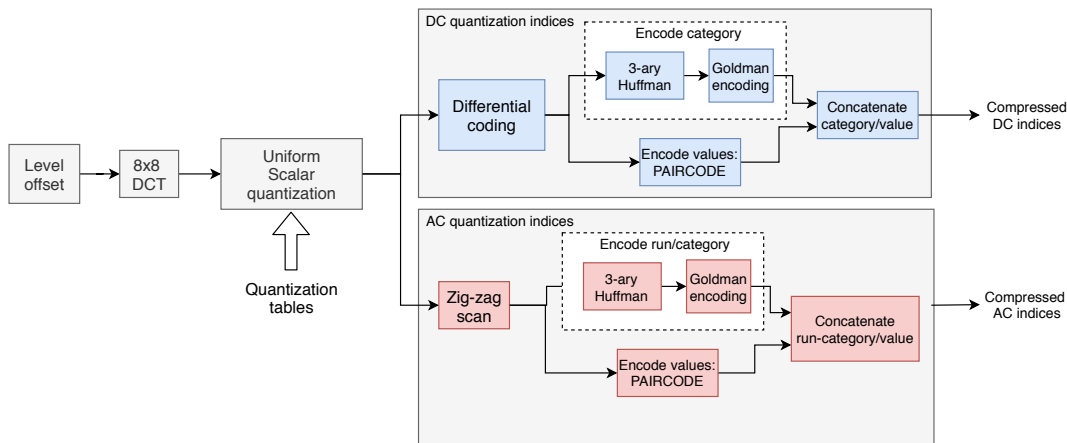 DC quantization indices
Encode category
3-ary
Huffman
Goldman
encoding
Differential
coding
Encode values:
PAIRCODE
Concatenate
category/value
Compressed
DC indices
Level
offset
8x8
DCT
Uniform
Scalar
quantization
Quantization
tables
AC quantization indices
Encode run/category
3-ary
Huffman
Goldman
encoding
Zig-zag
scan
Encode values:
PAIRCODE
Concatenate
run-category/value
Compressed
AC indices